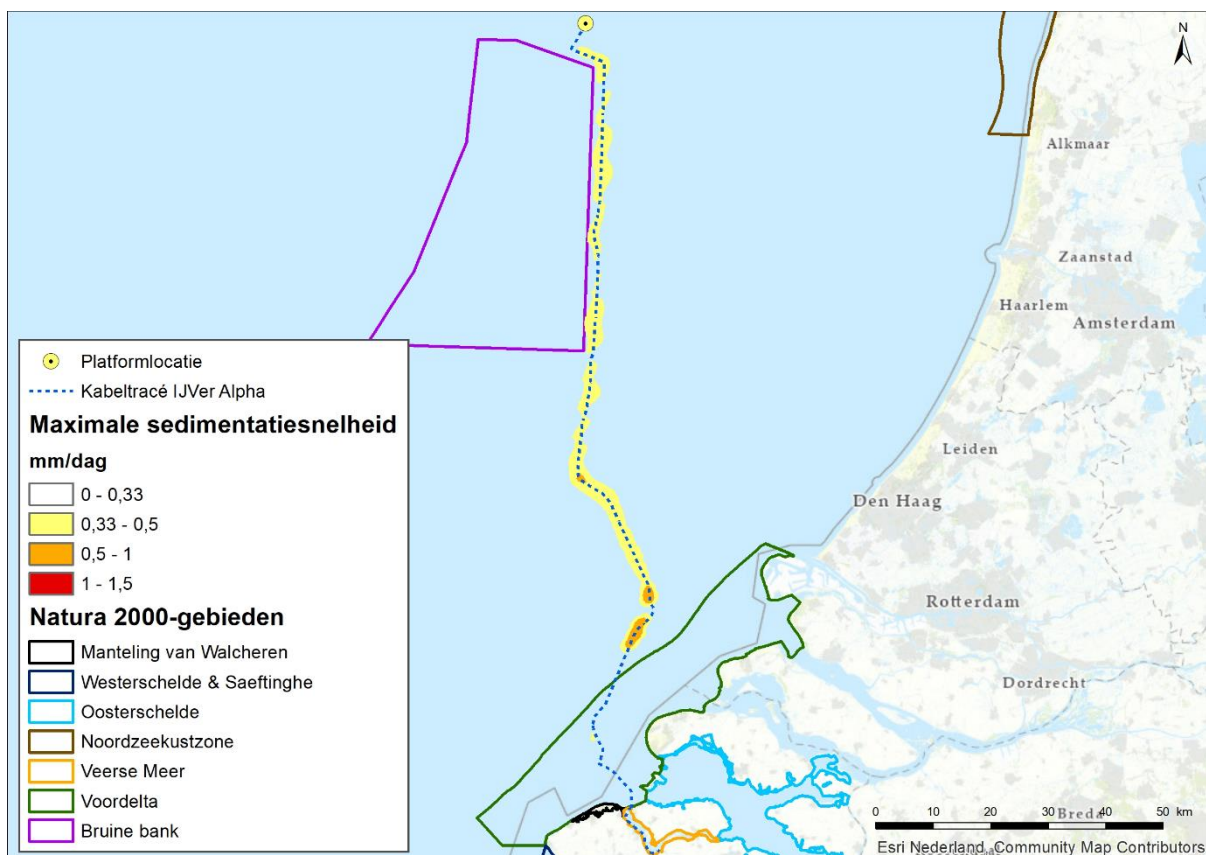 N
Alkmaar
Zaanstad
Haarlem
Amsterdam
Leiden
Den Haag
Rotterdam
Dordrecht
Breda
Platformlocatie
Kabeltracé IJVer Alpha
Maximale sedimentatiesnelheid
mm/dag
0 - 0,33
0,33 - 0,5
0,5 - 1
1 - 1,5
Natura 2000-gebieden
Manteling van Walcheren
Westerschelde & Saeftinghe
Oosterschelde
Noordzeekustzone
Veerse Meer
Voordelta
Bruine bank
0 10 20 30 40 50 km
Esri Nederland, Community Map Contributors